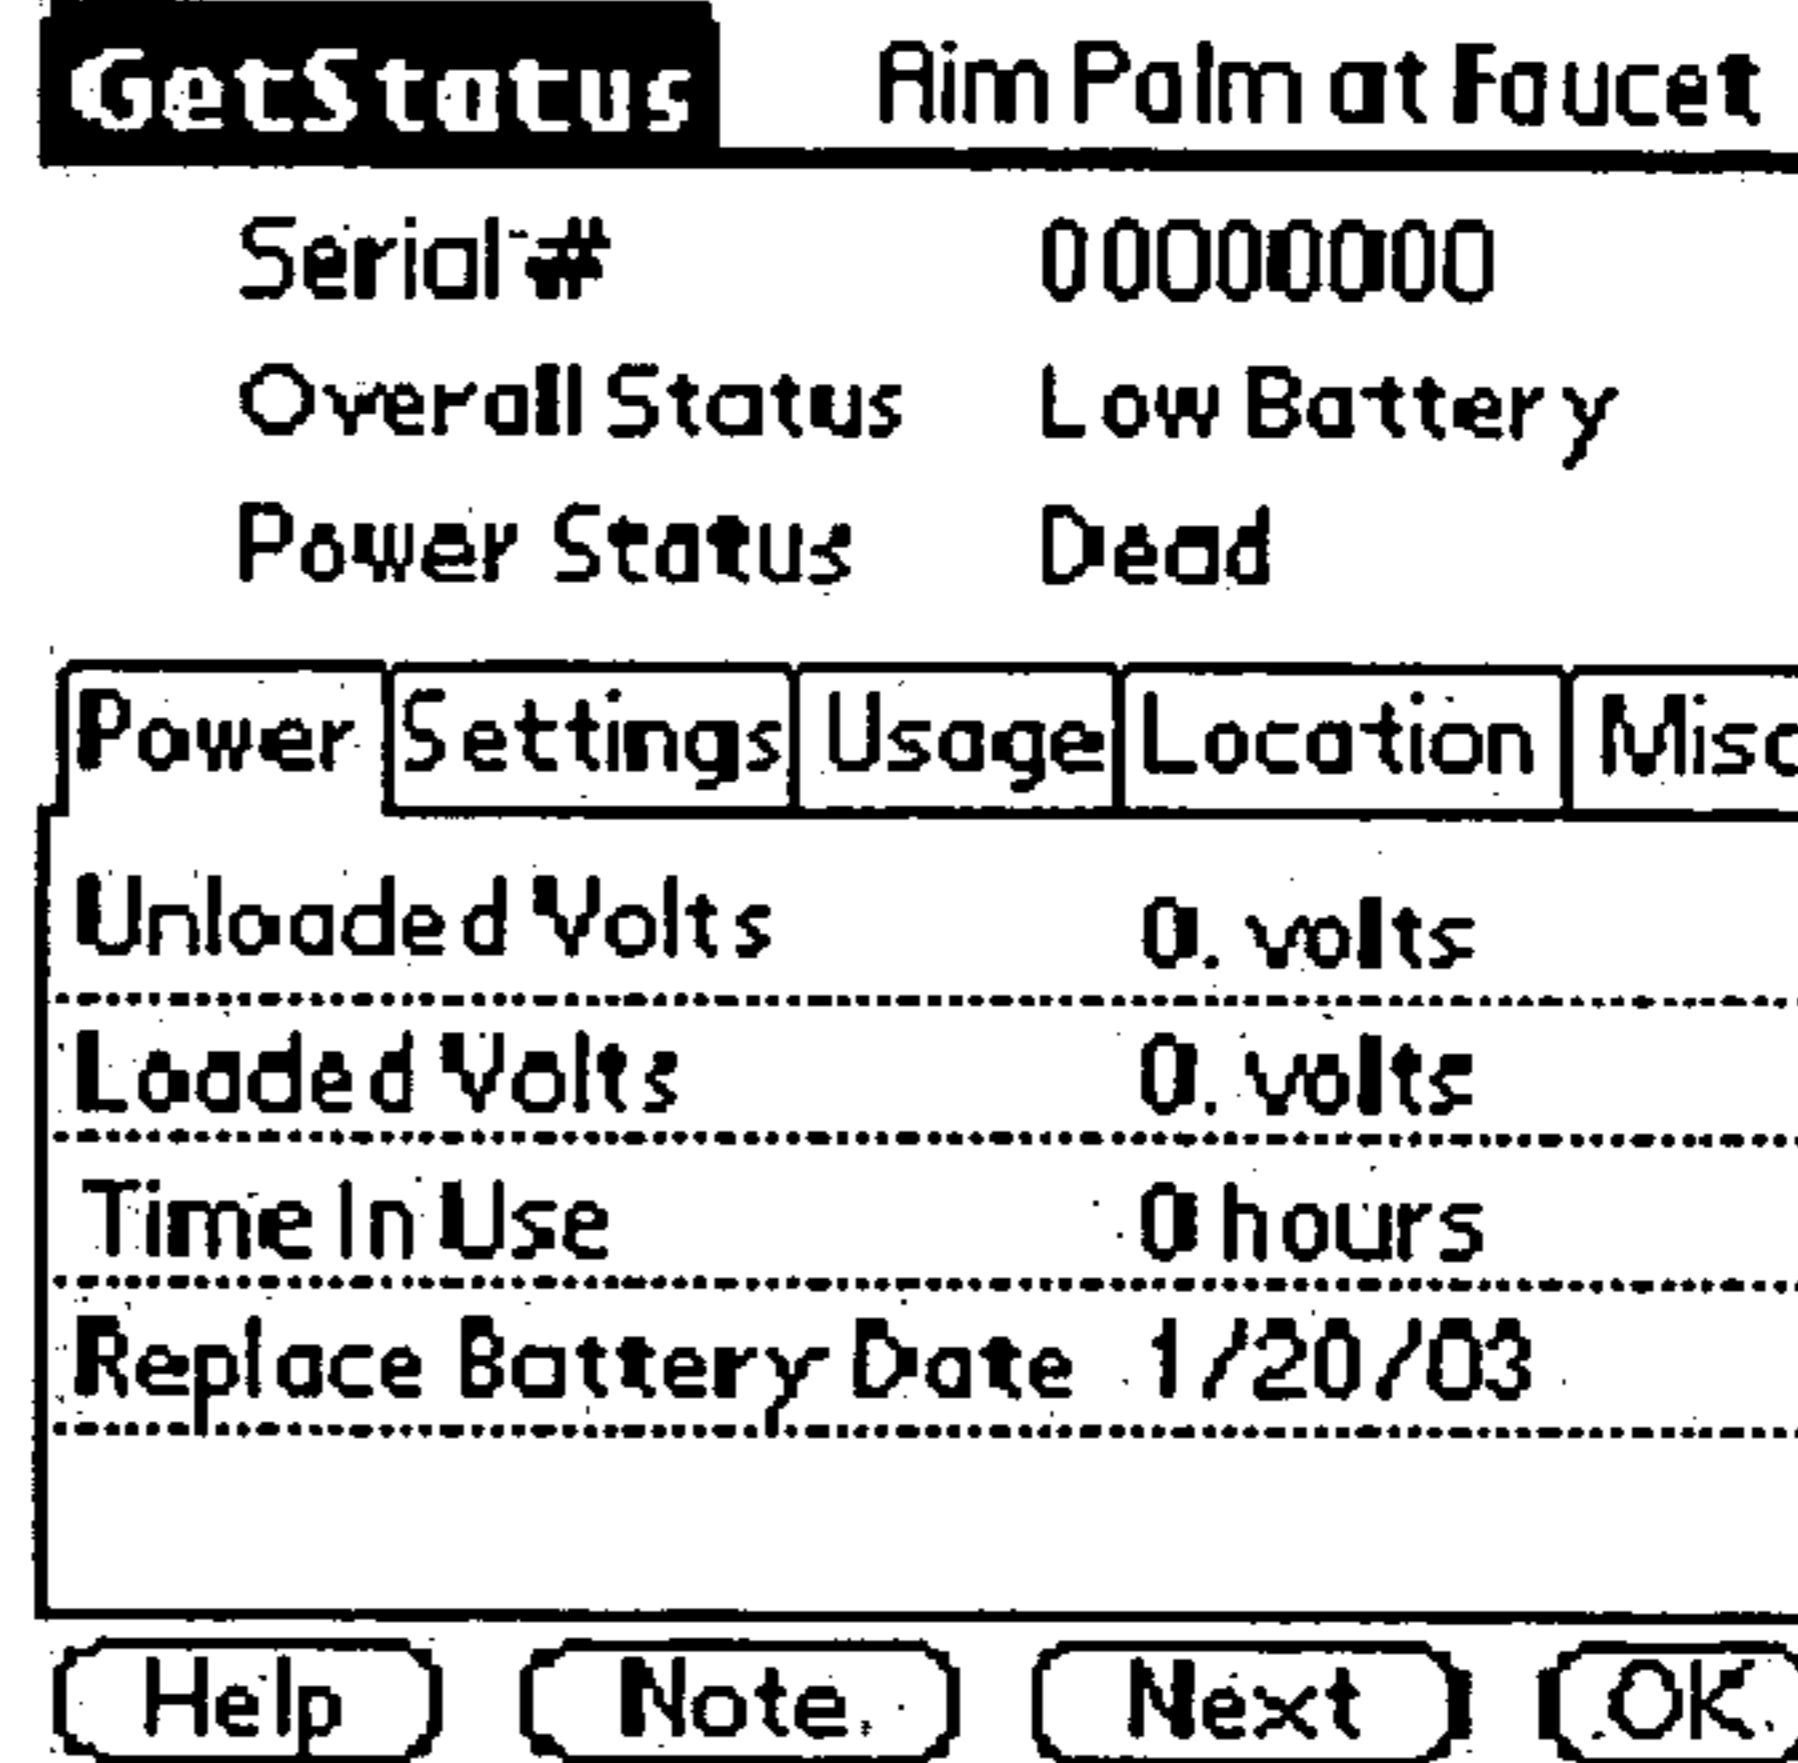 GetStatus Aim Palm at Faucet
Serial # 00000000
Overall Status Low Battery
Power Status Dead
Power Settings Usage Location Misc
Unloaded Volts 0. volts
Loaded Volts 0. volts
Time In Use 0 hours
Replace Battery Date 1/20/03
Help Note Next OK